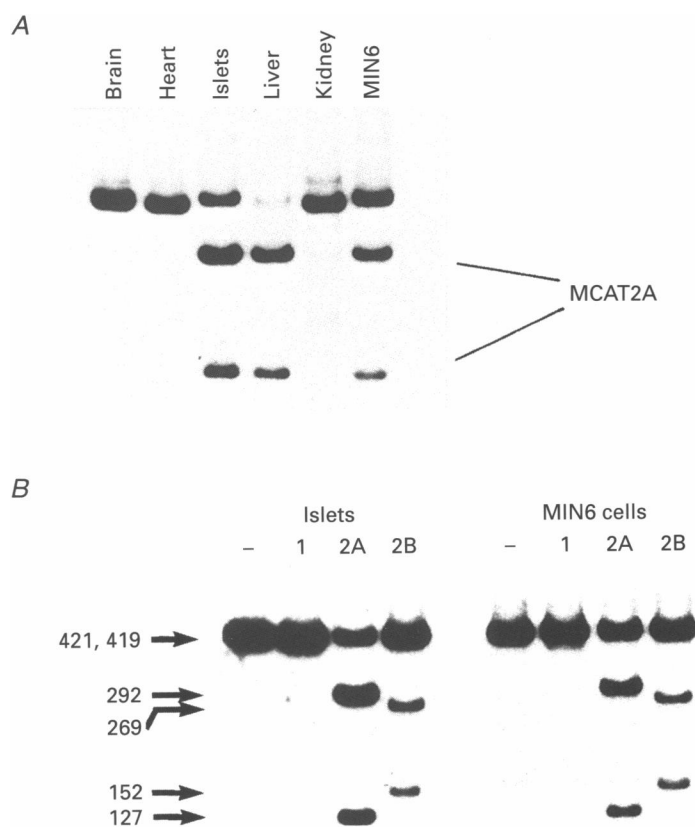 A
Brain Heart Islets Liver Kidney MIN6
MCAT2A
B
Islets MIN6 cells
– 1 2A 2B – 1 2A 2B
421, 419
292
269
152
127